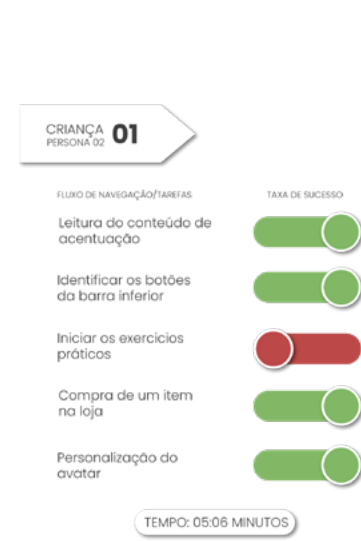 CRIANÇA 01
PERSONA 02
FLUXO DE NAVEGAÇÃO/TAREFAS
TAXA DE SUCESSO
Leitura do conteúdo de
acentuação
Identificar os botões
da barra inferior
Iniciar os exercicios
práticos
Compra de um item
na loja
Personalização do
avatar
TEMPO: 05:06 MINUTOS